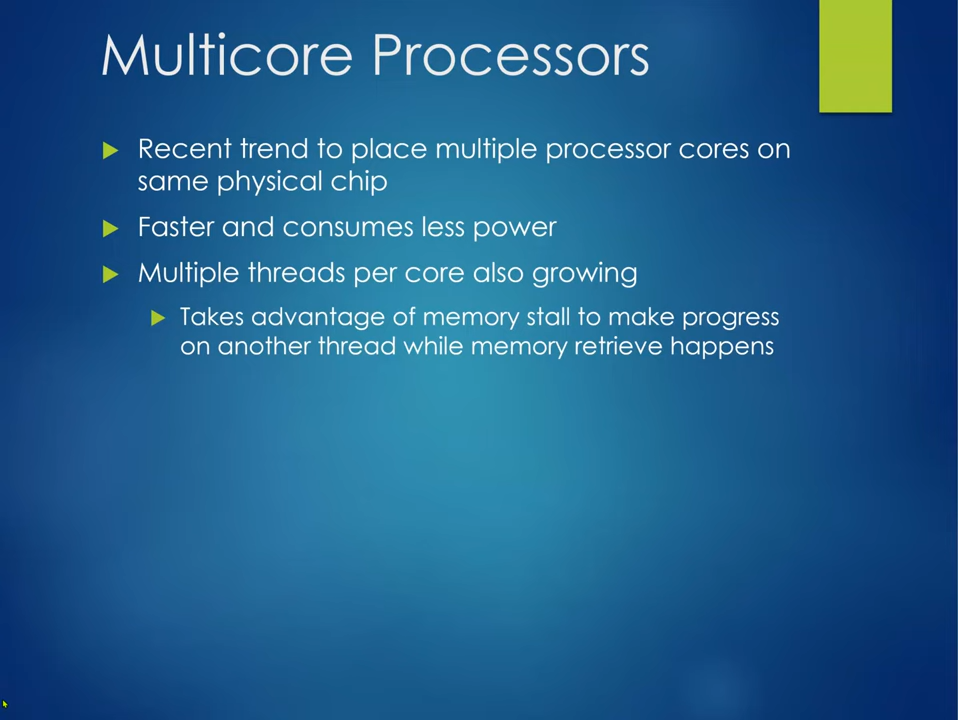 Multicore Processors
Recent trend to place multiple processor cores on
same physical chip
Faster and consumes less power
Multiple threads per core also growing
Takes advantage of memory stall to make progress
on another thread while memory retrieve happens